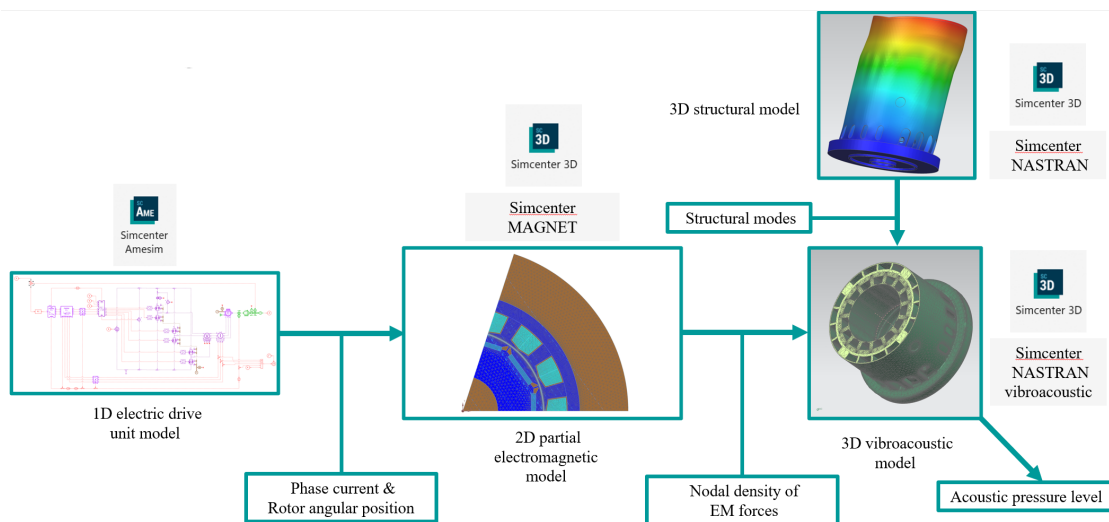 SC
3D
Simcenter 3D
3D structural model
Simcenter
NASTRAN
SC
3D
Simcenter 3D
Simcenter
MAGNET
SC
AME
Simcenter
Amesim
Structural modes
SC
3D
Simcenter 3D
Simcenter
NASTRAN
vibroacoustic
1D electric drive
unit model
2D partial
electromagnetic
model
3D vibroacoustic
model
Phase current &
Rotor angular position
Nodal density of
EM forces
Acoustic pressure level